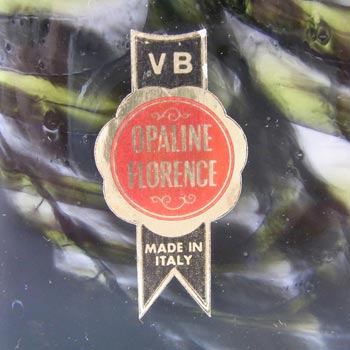 VB
OPALINE
FLORENCE
MADE IN
ITALY